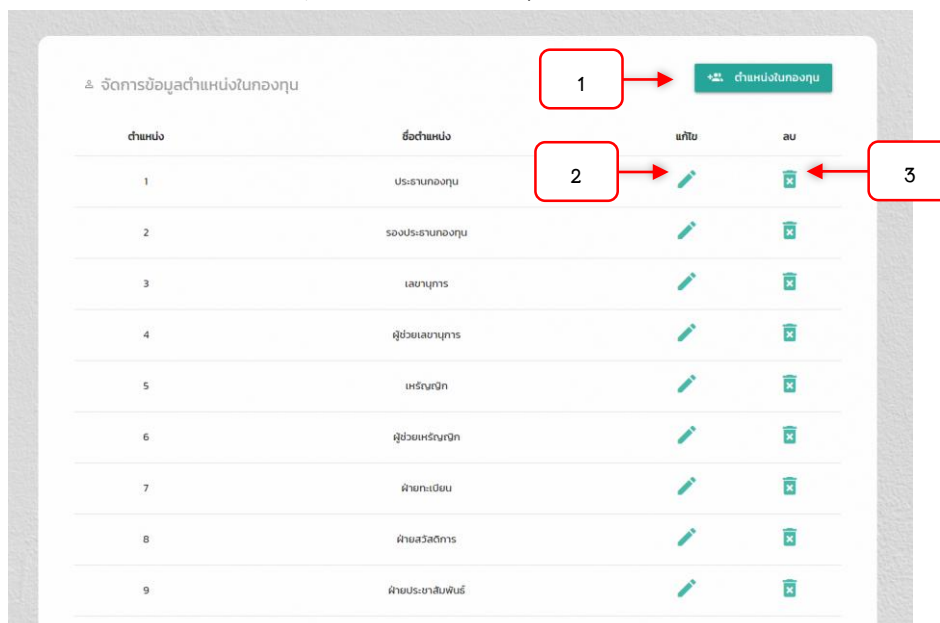 1
ตำแหน่งในกองทุน
จัดการข้อมูลตำแหน่งในกองทุน
ตำแหน่ง ชื่อตำแหน่ง แก้ไข ลบ
1 ประธานกองทุน 2 3
2 รองประธานกองทุน
3 เลขานุการ
4 ผู้ช่วยเลขานุการ
5 เหรัญญิก
6 ผู้ช่วยเหรัญญิก
7 ฝ่ายทะเบียน
8 ฝ่ายสวัสดิการ
9 ฝ่ายประชาสัมพันธ์